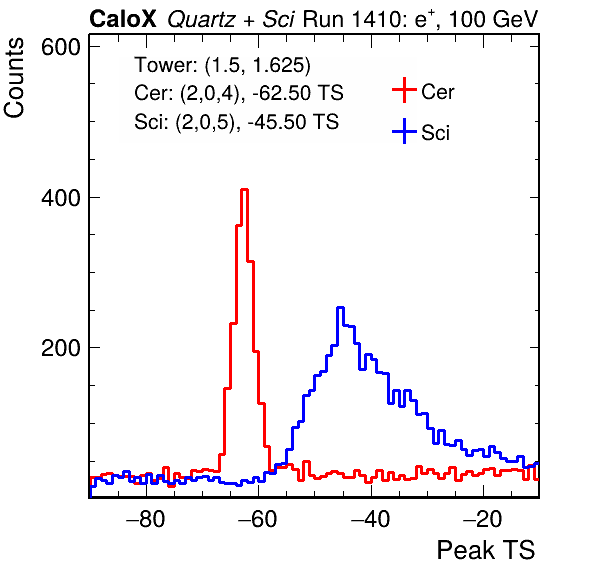 CaloX Quartz + Sci Run 1410: e+, 100 GeV
Counts
600
400
200
Tower: (1.5, 1.625)
Cer: (2,0,4), -62.50 TS
Sci: (2,0,5), -45.50 TS
Cer
Sci
−80
−60
−40
−20
Peak TS